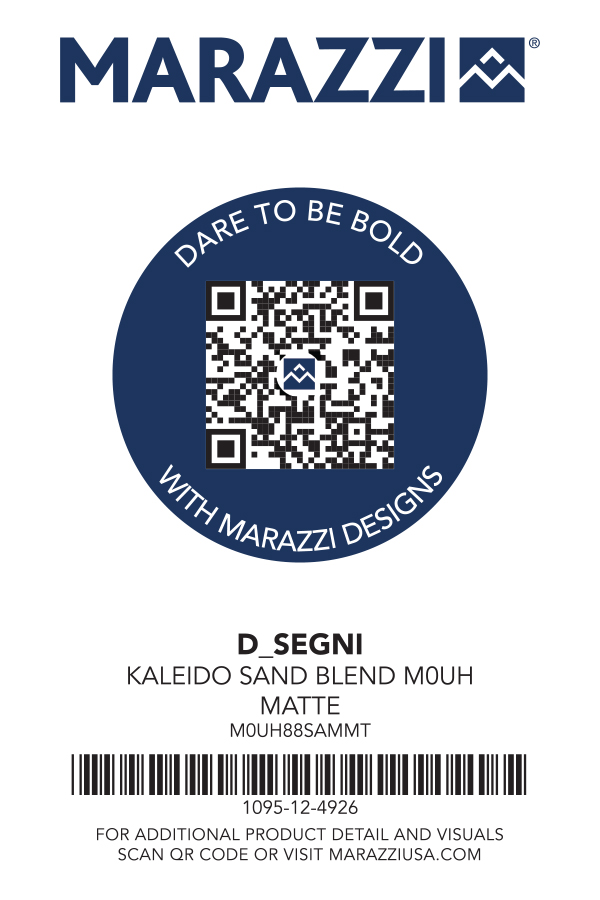 MARAZZI ®
DARE TO BE BOLD
WITH MARAZZI DESIGNS
D_SEGNI
KALEIDO SAND BLEND M0UH
MATTE
M0UH88SAMMT
1095-12-4926
FOR ADDITIONAL PRODUCT DETAIL AND VISUALS
SCAN QR CODE OR VISIT MARAZZIUSA.COM